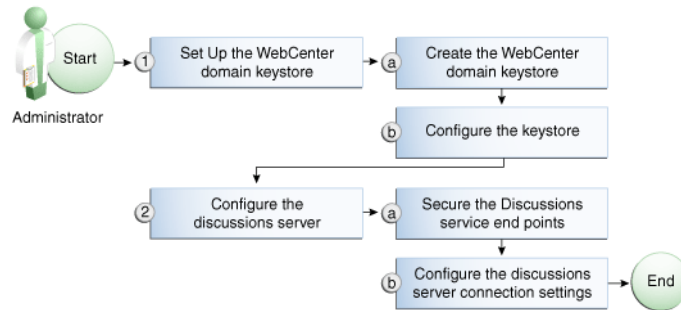 Start
Administrator
1
Set Up the WebCenter
domain keystore
a
Create the WebCenter
domain keystore
b
Configure the keystore
2
Configure the
discussions server
a
Secure the Discussions
service end points
b
Configure the discussions
server connection settings
End